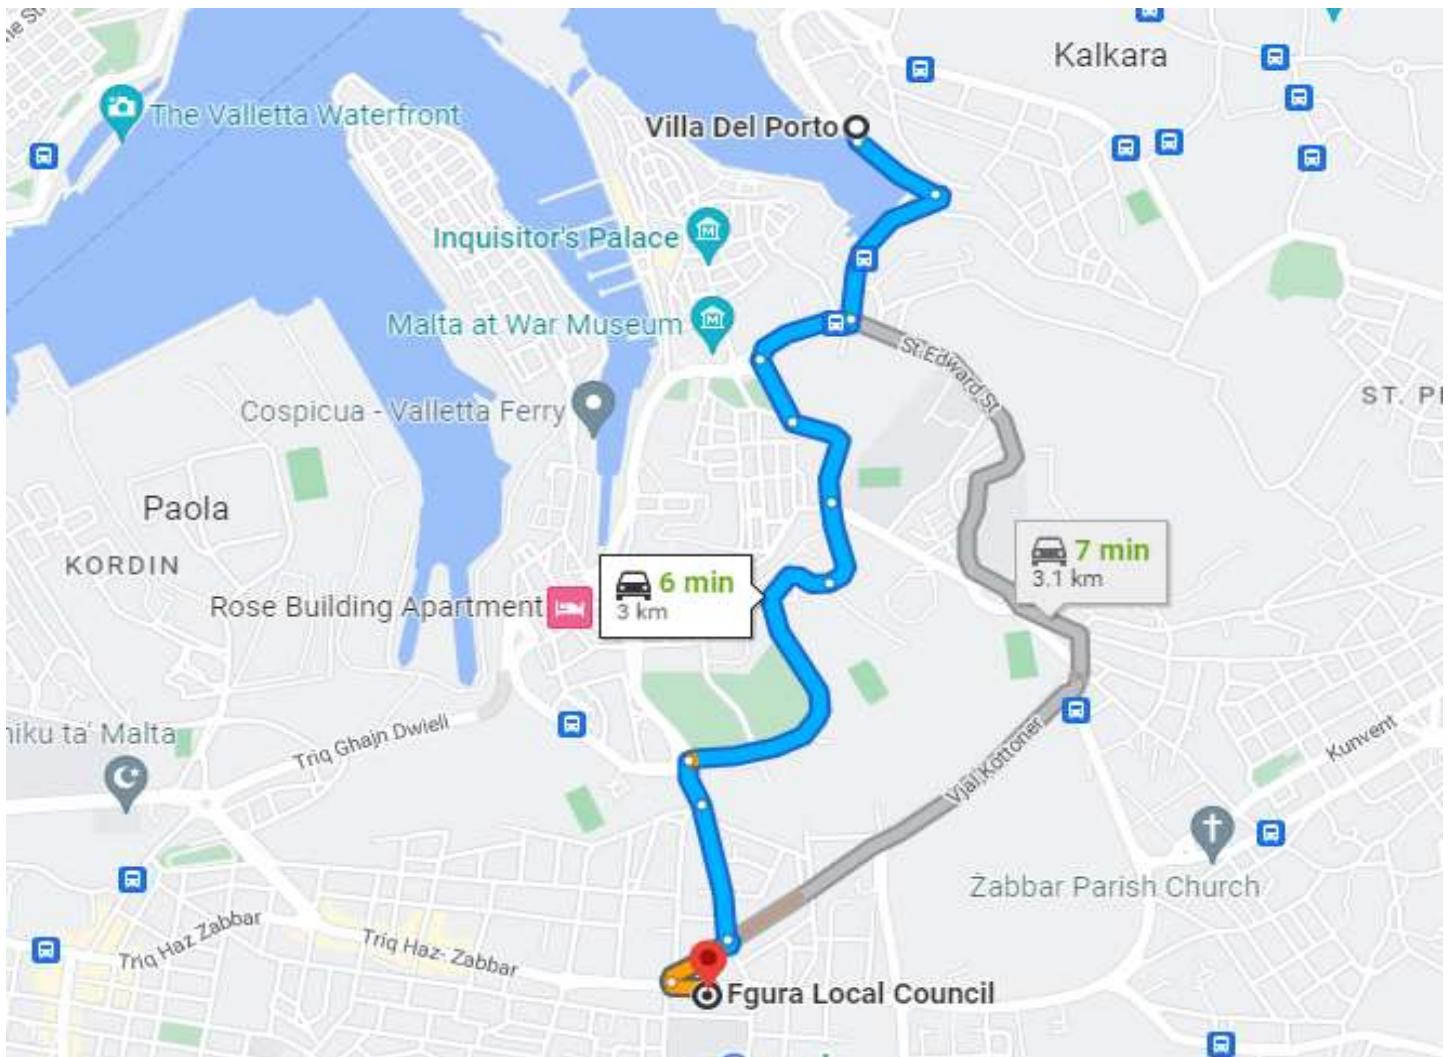 Kalkara
The Valletta Waterfront
Villa Del Porto
Inquisitor's Palace
Malta at War Museum
St Edward St
ST. P
Cospicua - Valletta Ferry
Paola
KORDIN
7 min
3.1 km
6 min
3 km
Rose Building Apartment
niku ta' Malta
Triq Għajn Dwieli
Kunvent
Vjal Kottoner
Żabbar Parish Church
Triq Haz Zabbar
Triq Haz- Zabbar
Fgura Local Council